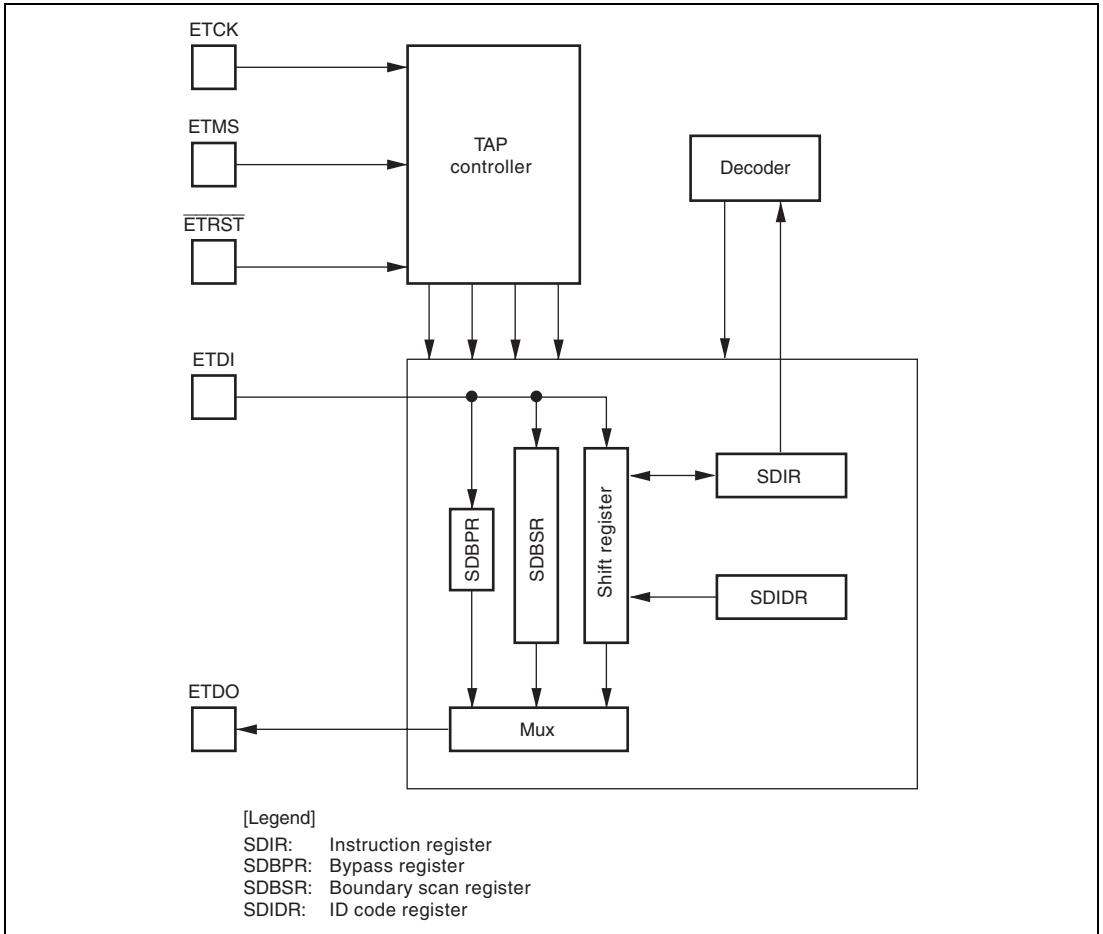 ETCK
ETMS
TAP
controller
Decoder
ETRST
ETDI
SDBPR
SDBSR
Shift register
SDIR
SDIDR
ETDO
Mux
[Legend]
SDIR: Instruction register
SDBPR: Bypass register
SDBSR: Boundary scan register
SDIDR: ID code register